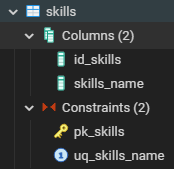 skills
Columns (2)
id_skills
skills_name
Constraints (2)
pk_skills
uq_skills_name